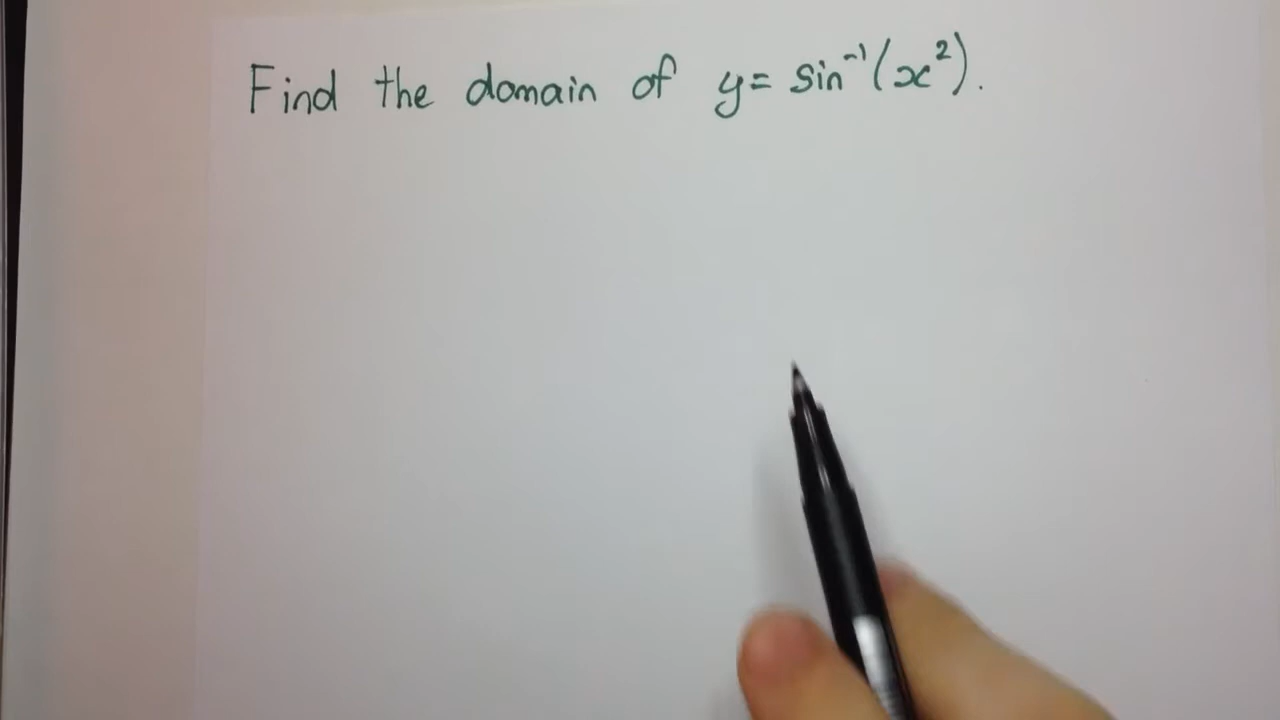 Find the domain of y = sin⁻¹(x²).